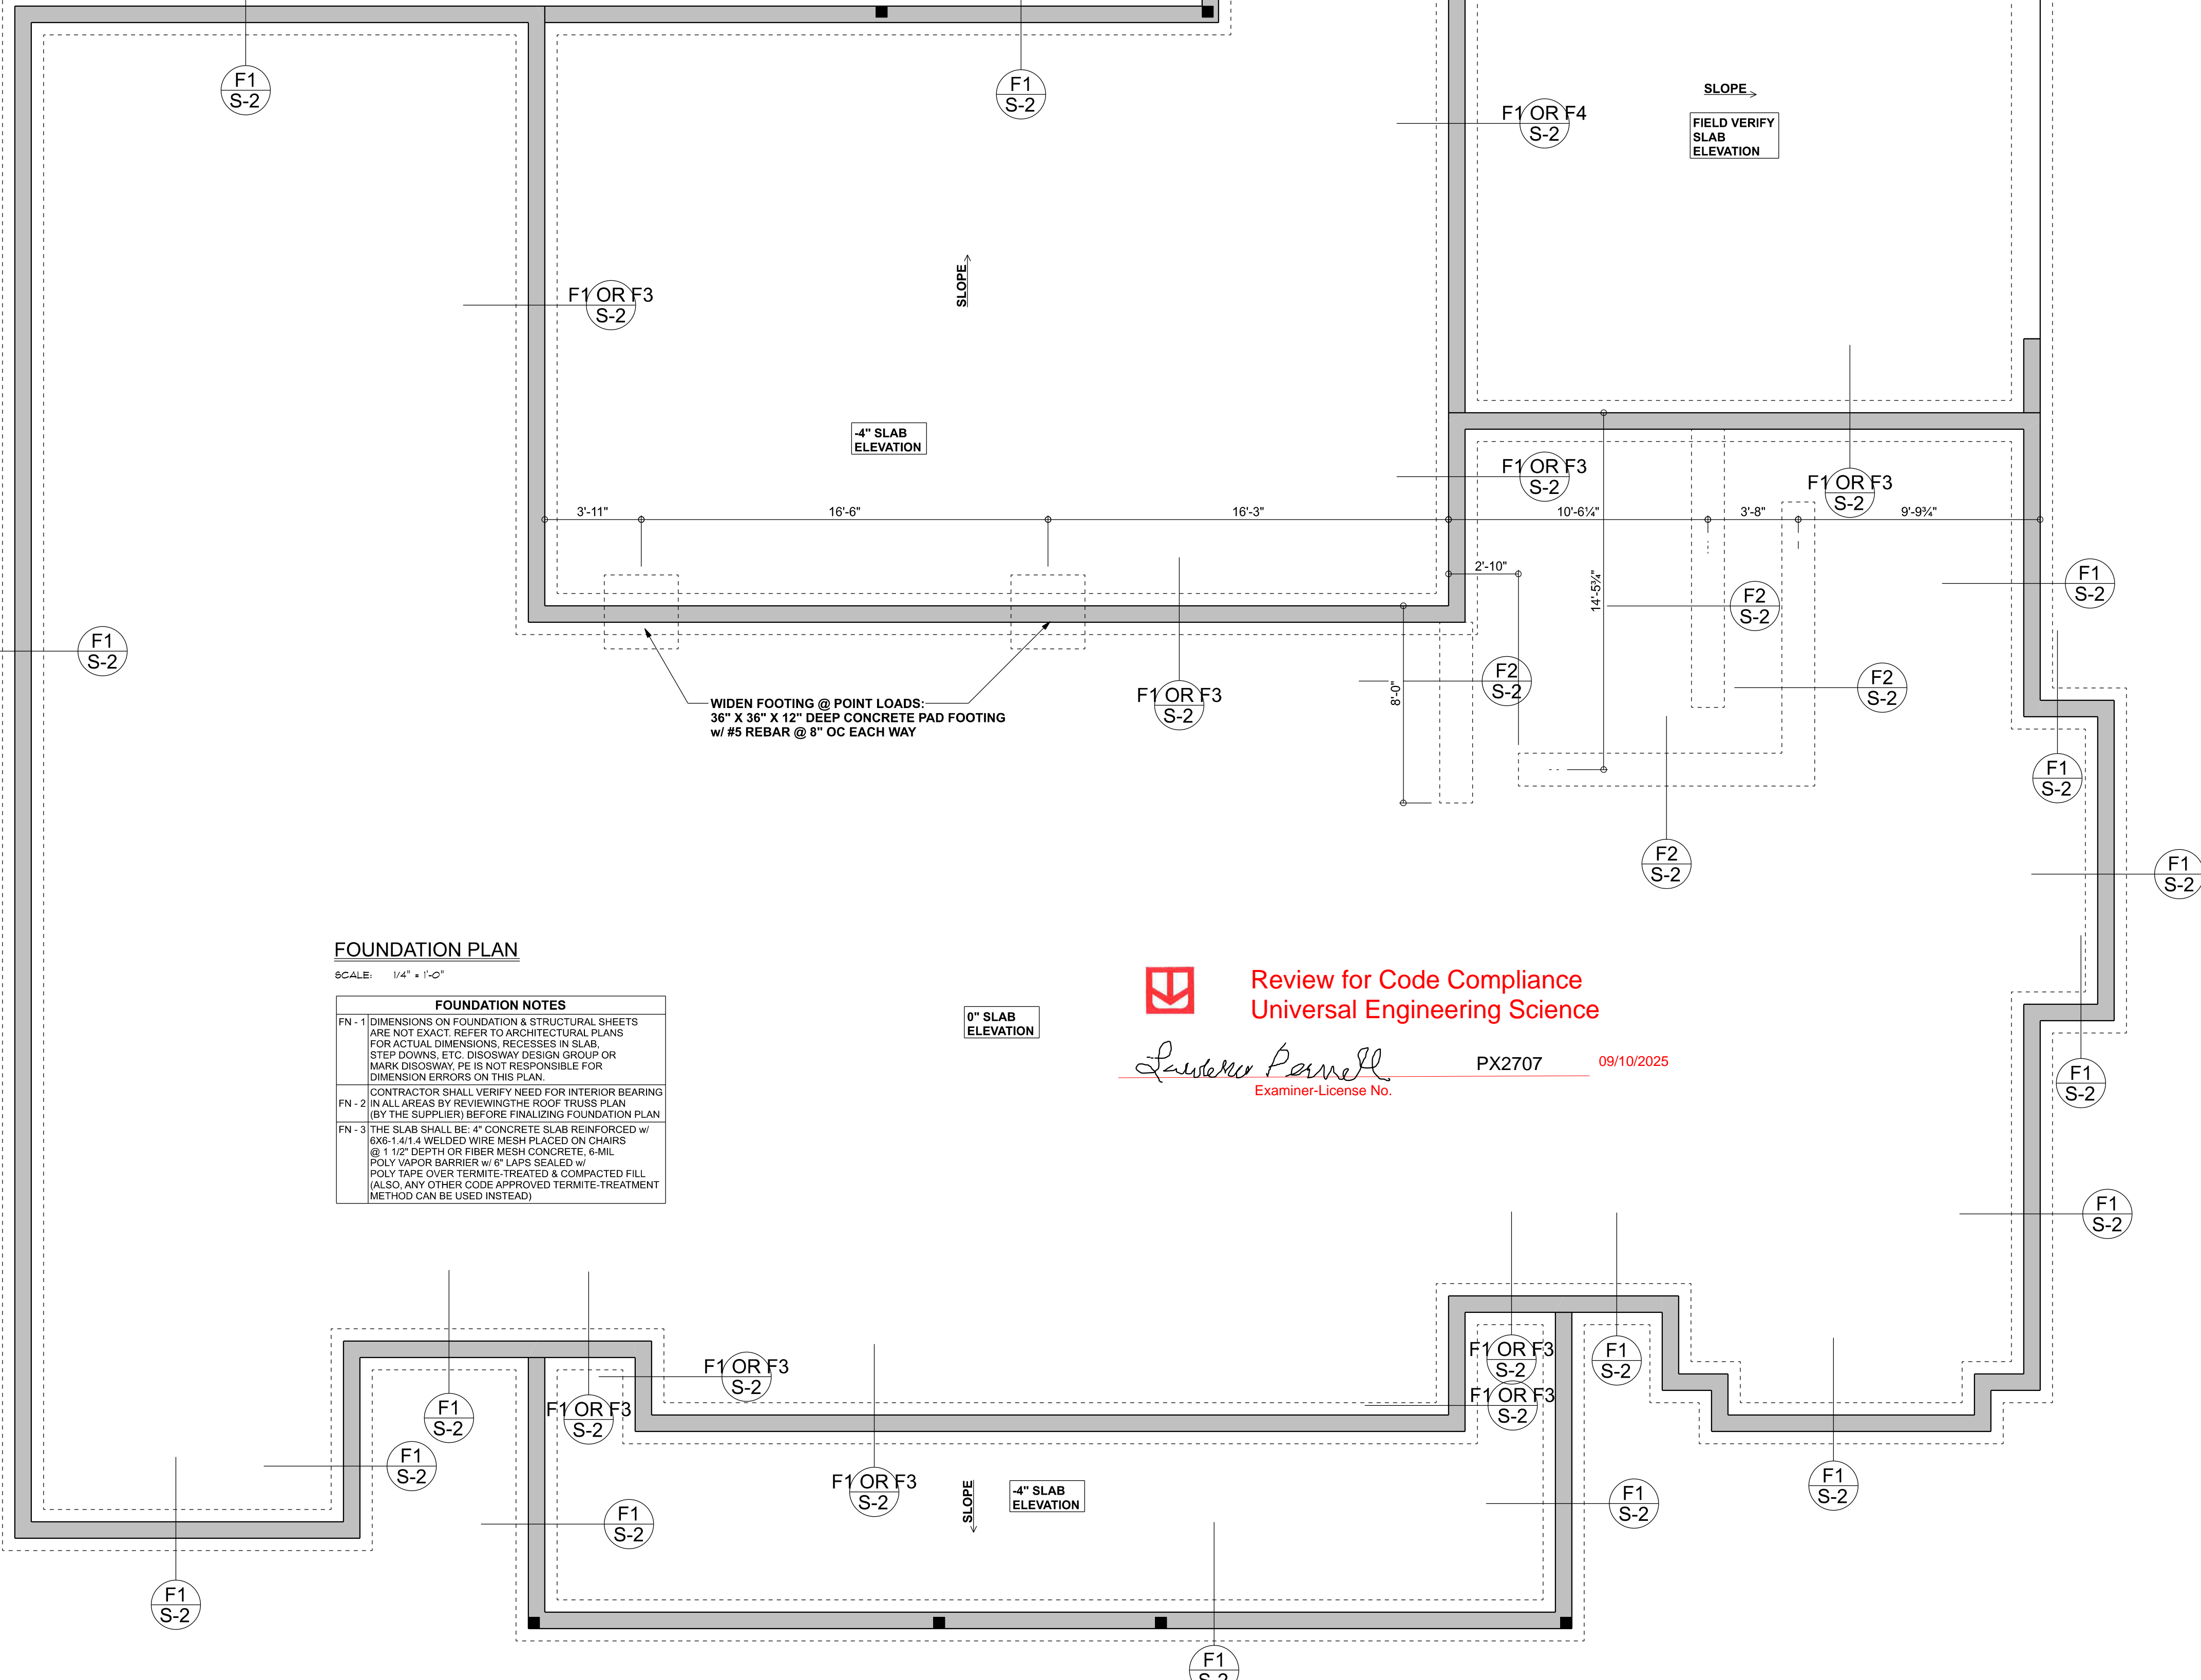 F1
S-2
F1
S-2
F1 OR F4
S-2
SLOPE
FIELD VERIFY
SLAB
ELEVATION
F1 OR F3
S-2
SLOPE
-4" SLAB
ELEVATION
F1 OR F3
S-2
F1 OR F3
S-2
3'-11"
16'-6"
16'-3"
10'-6¼"
3'-8"
9'-9¾"
2'-10"
14'-5¾"
F1
S-2
F2
S-2
F1
S-2
8'-0"
F2
S-2
F2
S-2
F1 OR F3
S-2
WIDEN FOOTING @ POINT LOADS:
36" X 36" X 12" DEEP CONCRETE PAD FOOTING
w/ #5 REBAR @ 8" OC EACH WAY
F1
S-2
F2
S-2
F1
S-2
FOUNDATION PLAN
SCALE: 1/4" = 1'-0"
FOUNDATION NOTES
FN - 1 DIMENSIONS ON FOUNDATION & STRUCTURAL SHEETS
ARE NOT EXACT. REFER TO ARCHITECTURAL PLANS
FOR ACTUAL DIMENSIONS, RECESSES IN SLAB,
STEP DOWNS, ETC. DISOSWAY DESIGN GROUP OR
MARK DISOSWAY, PE IS NOT RESPONSIBLE FOR
DIMENSION ERRORS ON THIS PLAN.
CONTRACTOR SHALL VERIFY NEED FOR INTERIOR BEARING
FN - 2 IN ALL AREAS BY REVIEWINGTHE ROOF TRUSS PLAN
(BY THE SUPPLIER) BEFORE FINALIZING FOUNDATION PLAN
FN - 3 THE SLAB SHALL BE: 4" CONCRETE SLAB REINFORCED w/
6X6-1.4/1.4 WELDED WIRE MESH PLACED ON CHAIRS
@ 1 1/2" DEPTH OR FIBER MESH CONCRETE, 6-MIL
POLY VAPOR BARRIER w/ 6" LAPS SEALED w/
POLY TAPE OVER TERMITE-TREATED & COMPACTED FILL
(ALSO, ANY OTHER CODE APPROVED TERMITE-TREATMENT
METHOD CAN BE USED INSTEAD)
0" SLAB
ELEVATION
Review for Code Compliance
Universal Engineering Science
PX2707
09/10/2025
Examiner-License No.
F1
S-2
F1
S-2
F1 OR F3
S-2
F1
S-2
F1 OR F3
S-2
F1 OR F3
S-2
F1
S-2
F1 OR F3
S-2
F1
S-2
F1 OR F3
S-2
SLOPE
-4" SLAB
ELEVATION
F1
S-2
F1
S-2
F1
S-2
F1
S-2
F1
S-2